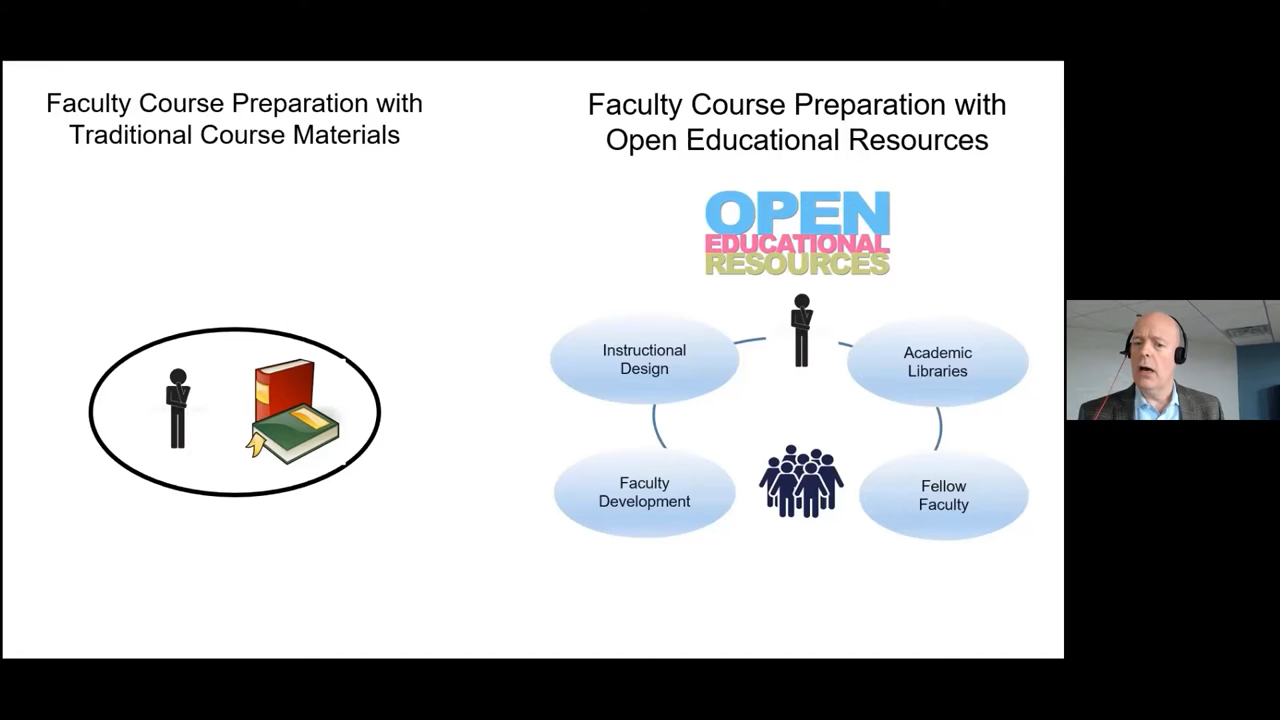 Faculty Course Preparation with
Traditional Course Materials
Faculty Course Preparation with
Open Educational Resources
OPEN
EDUCATIONAL
RESOURCES
Instructional
Design
Academic
Libraries
Faculty
Development
Fellow
Faculty